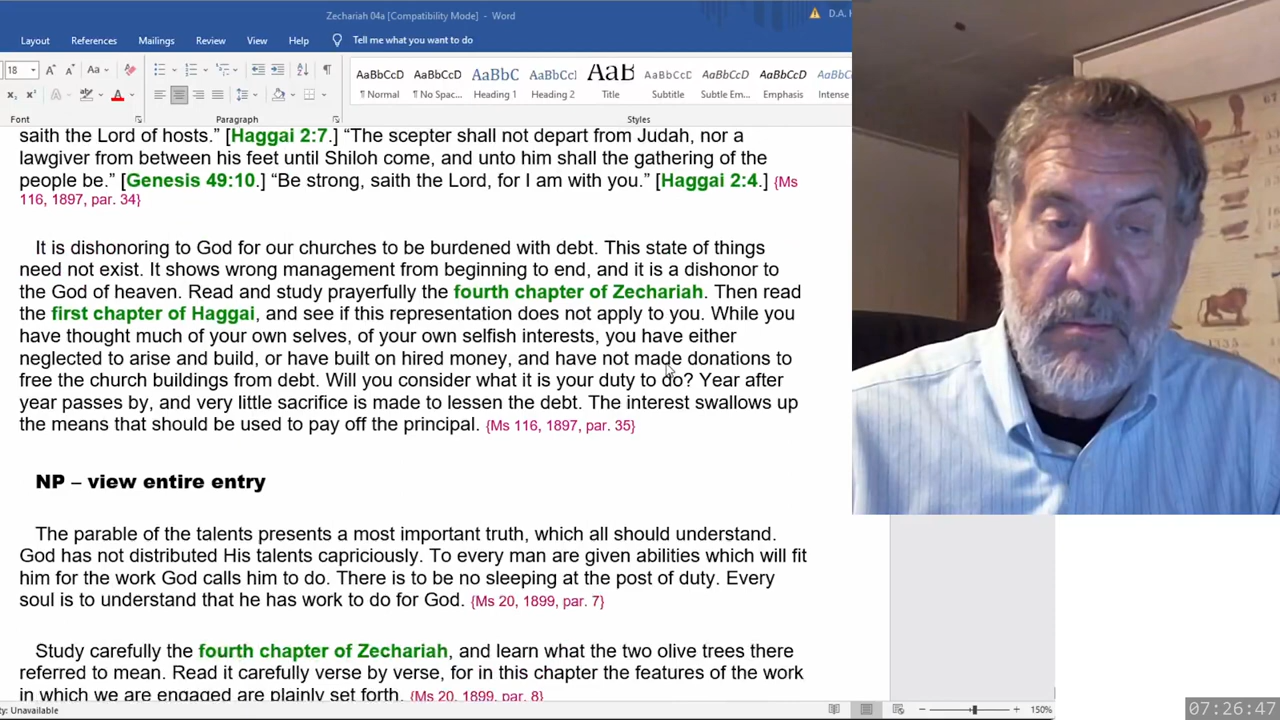 Zechariah 04a [Compatibility Mode] - Word
D.A.
Layout References Mailings Review View Help Tell me what you want to do
18 Aa
AaBbCcD AaBbCcD AaBbC AaBbCcI AaB AaBbCcD AaBbCcD AaBbCcD AaBbC
¶ Normal ¶ No Spac... Heading 1 Heading 2 Title Subtitle Subtle Em... Emphasis Intense
Font Paragraph Styles
saith the Lord of hosts.” [Haggai 2:7.] “The scepter shall not depart from Judah, nor a
lawgiver from between his feet until Shiloh come, and unto him shall the gathering of the
people be.” [Genesis 49:10.] “Be strong, saith the Lord, for I am with you.” [Haggai 2:4.] {Ms
116, 1897, par. 34}
It is dishonoring to God for our churches to be burdened with debt. This state of things
need not exist. It shows wrong management from beginning to end, and it is a dishonor to
the God of heaven. Read and study prayerfully the fourth chapter of Zechariah. Then read
the first chapter of Haggai, and see if this representation does not apply to you. While you
have thought much of your own selves, of your own selfish interests, you have either
neglected to arise and build, or have built on hired money, and have not made donations to
free the church buildings from debt. Will you consider what it is your duty to do? Year after
year passes by, and very little sacrifice is made to lessen the debt. The interest swallows up
the means that should be used to pay off the principal. {Ms 116, 1897, par. 35}
NP – view entire entry
The parable of the talents presents a most important truth, which all should understand.
God has not distributed His talents capriciously. To every man are given abilities which will fit
him for the work God calls him to do. There is to be no sleeping at the post of duty. Every
soul is to understand that he has work to do for God. {Ms 20, 1899, par. 7}
Study carefully the fourth chapter of Zechariah, and learn what the two olive trees there
referred to mean. Read it carefully verse by verse, for in this chapter the features of the work
in which we are engaged are plainly set forth. {Ms 20, 1899, par. 8}
ty: Unavailable
150%
07:26:47